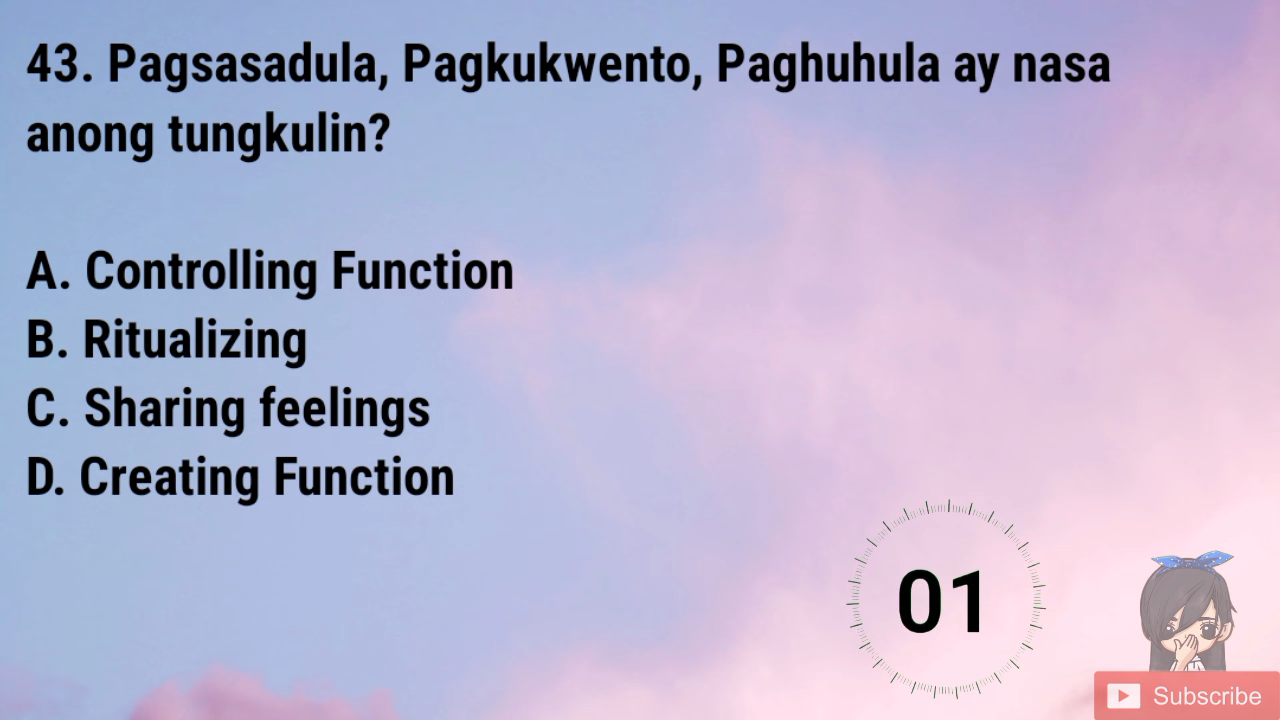 43. Pagsasadula, Pagkukwento, Paghuhula ay nasa
anong tungkulin?
A. Controlling Function
B. Ritualizing
C. Sharing feelings
D. Creating Function
01
Subscribe